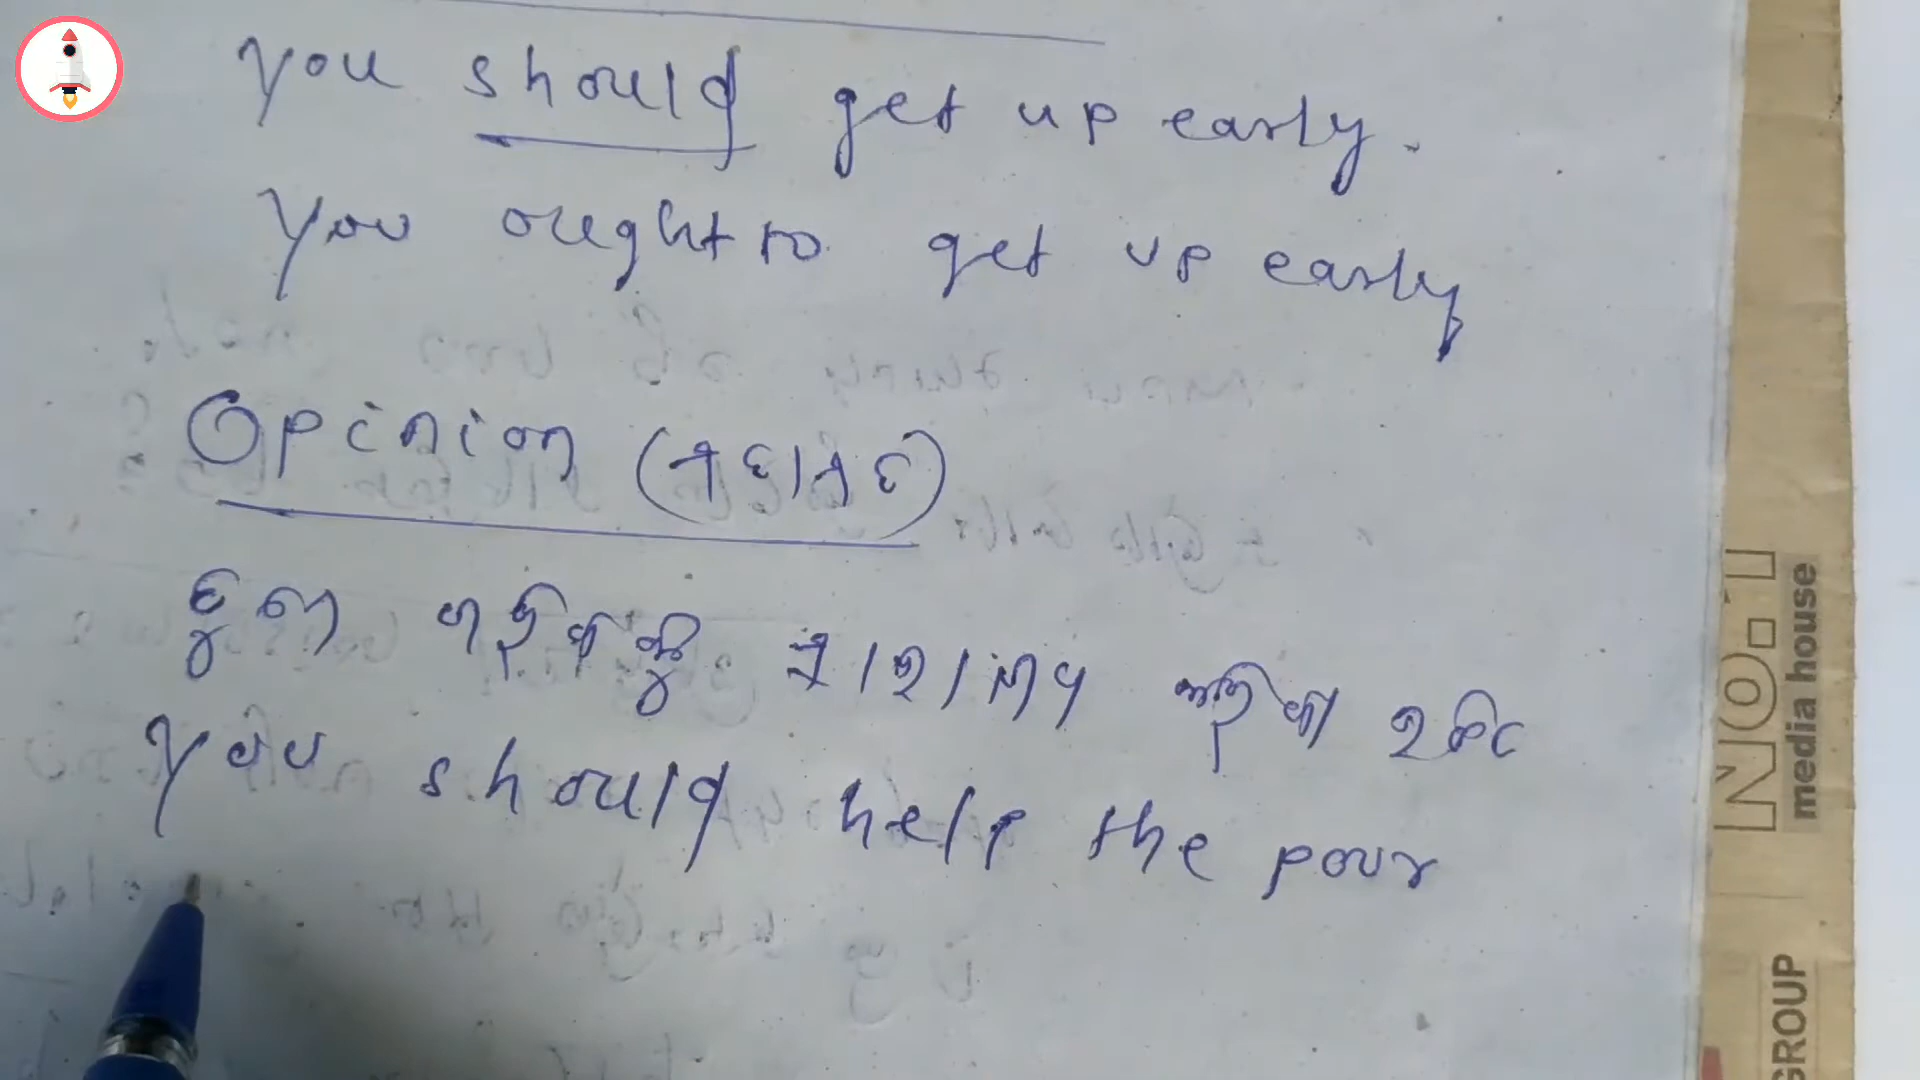 You should get up early.
You ought to get up early
Opinion (ମତାମତ)
ତୁମେ ଗରିବଙ୍କୁ ସାହାଯ୍ୟ କରିବା ଉଚିତ
You should help the pour
NO.1
media house
GROUP